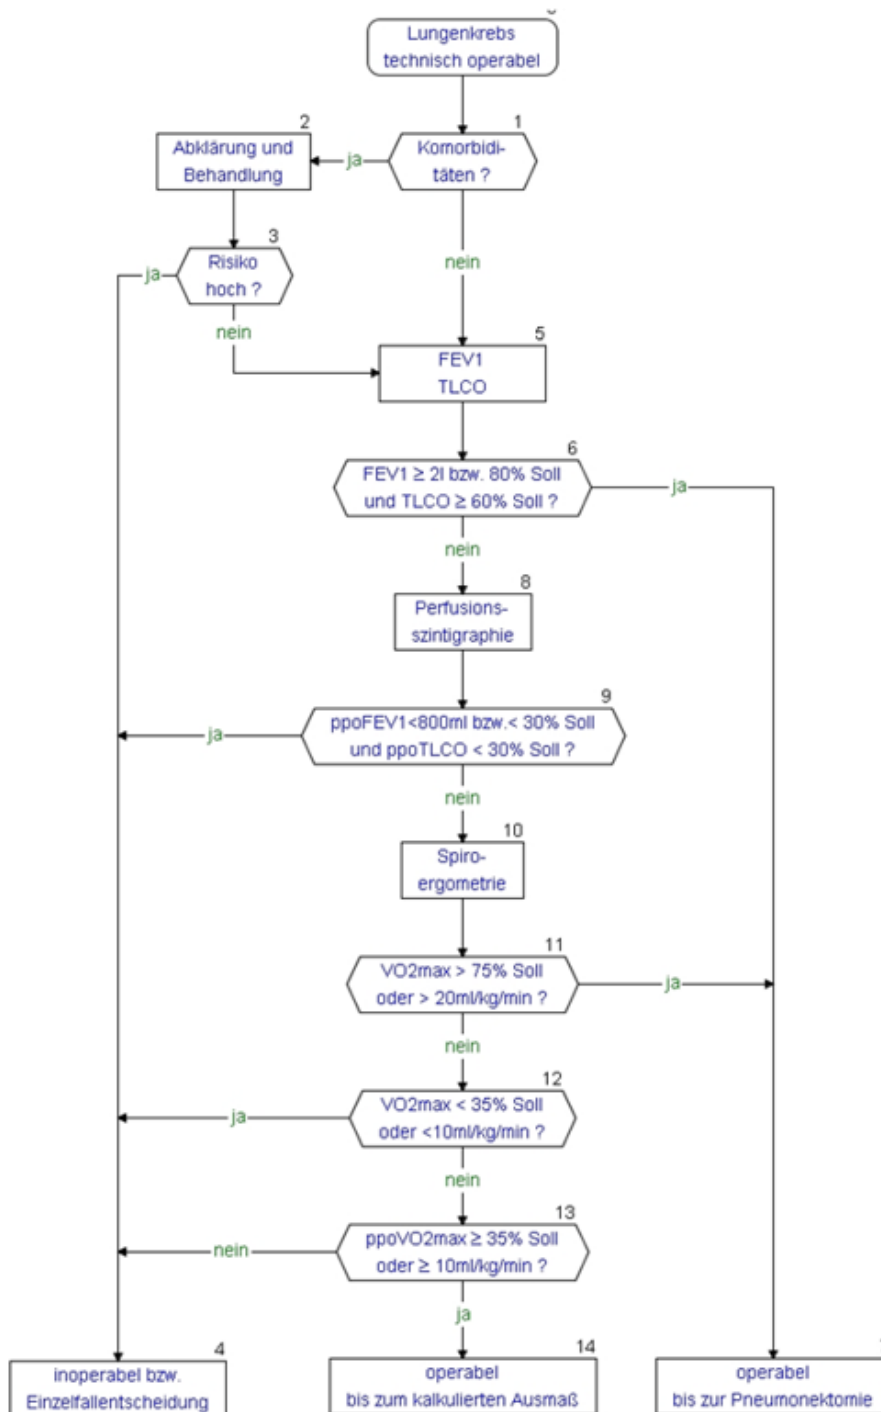 Lungenkrebs
technisch operabel
1
Komorbidi-
täten ?
ja
2
Abklärung und
Behandlung
3
Risiko
hoch ?
ja
nein
nein
5
FEV1
TLCO
6
FEV1 ≥ 2l bzw. 80% Soll
und TLCO ≥ 60% Soll ?
ja
nein
8
Perfusions-
szintigraphie
9
ppoFEV1<800ml bzw.< 30% Soll
und ppoTLCO < 30% Soll ?
ja
nein
10
Spiro-
ergometrie
11
VO2max > 75% Soll
oder > 20ml/kg/min ?
ja
nein
12
VO2max < 35% Soll
oder <10ml/kg/min ?
ja
nein
13
ppoVO2max ≥ 35% Soll
oder ≥ 10ml/kg/min ?
nein
ja
4
inoperabel bzw.
Einzelfallentscheidung
14
operabel
bis zum kalkulierten Ausmaß
operabel
bis zur Pneumonektomie